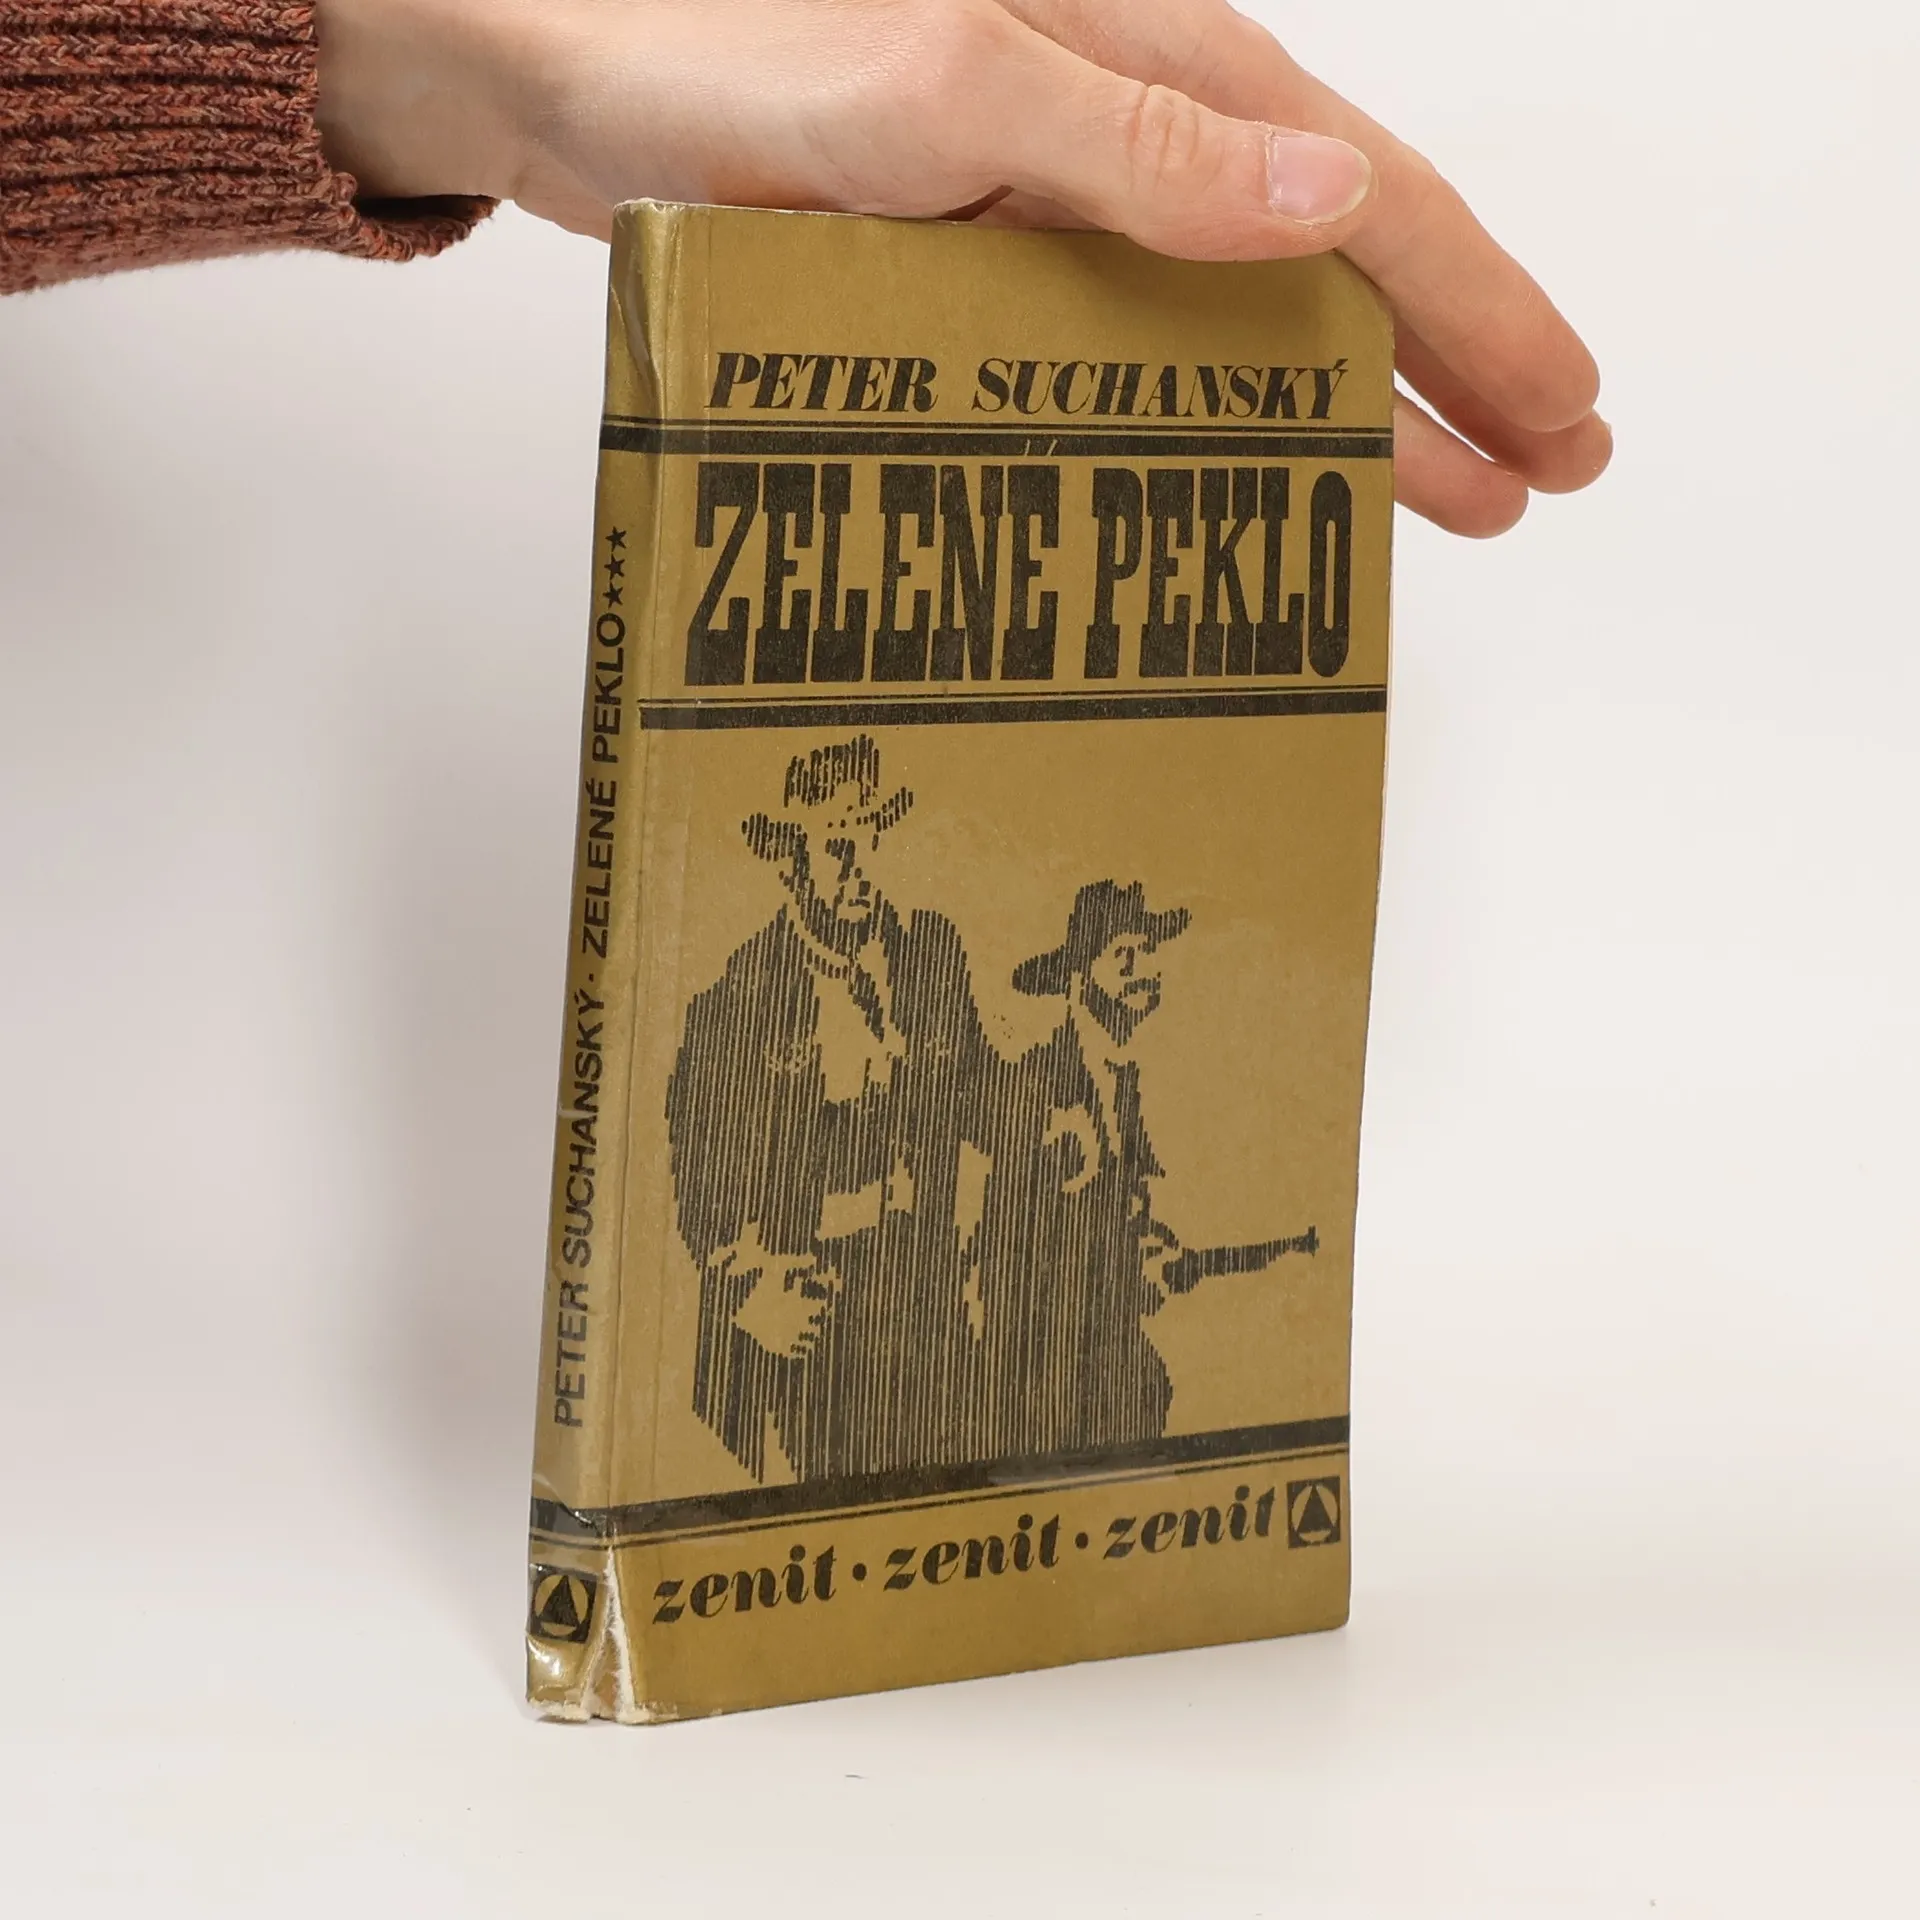 PETER SUCHANSKÝ
ZELENÉ PEKLO
zenit • zenit • zenit
PETER SUCHANSKÝ · ZELENÉ PEKLO★★★